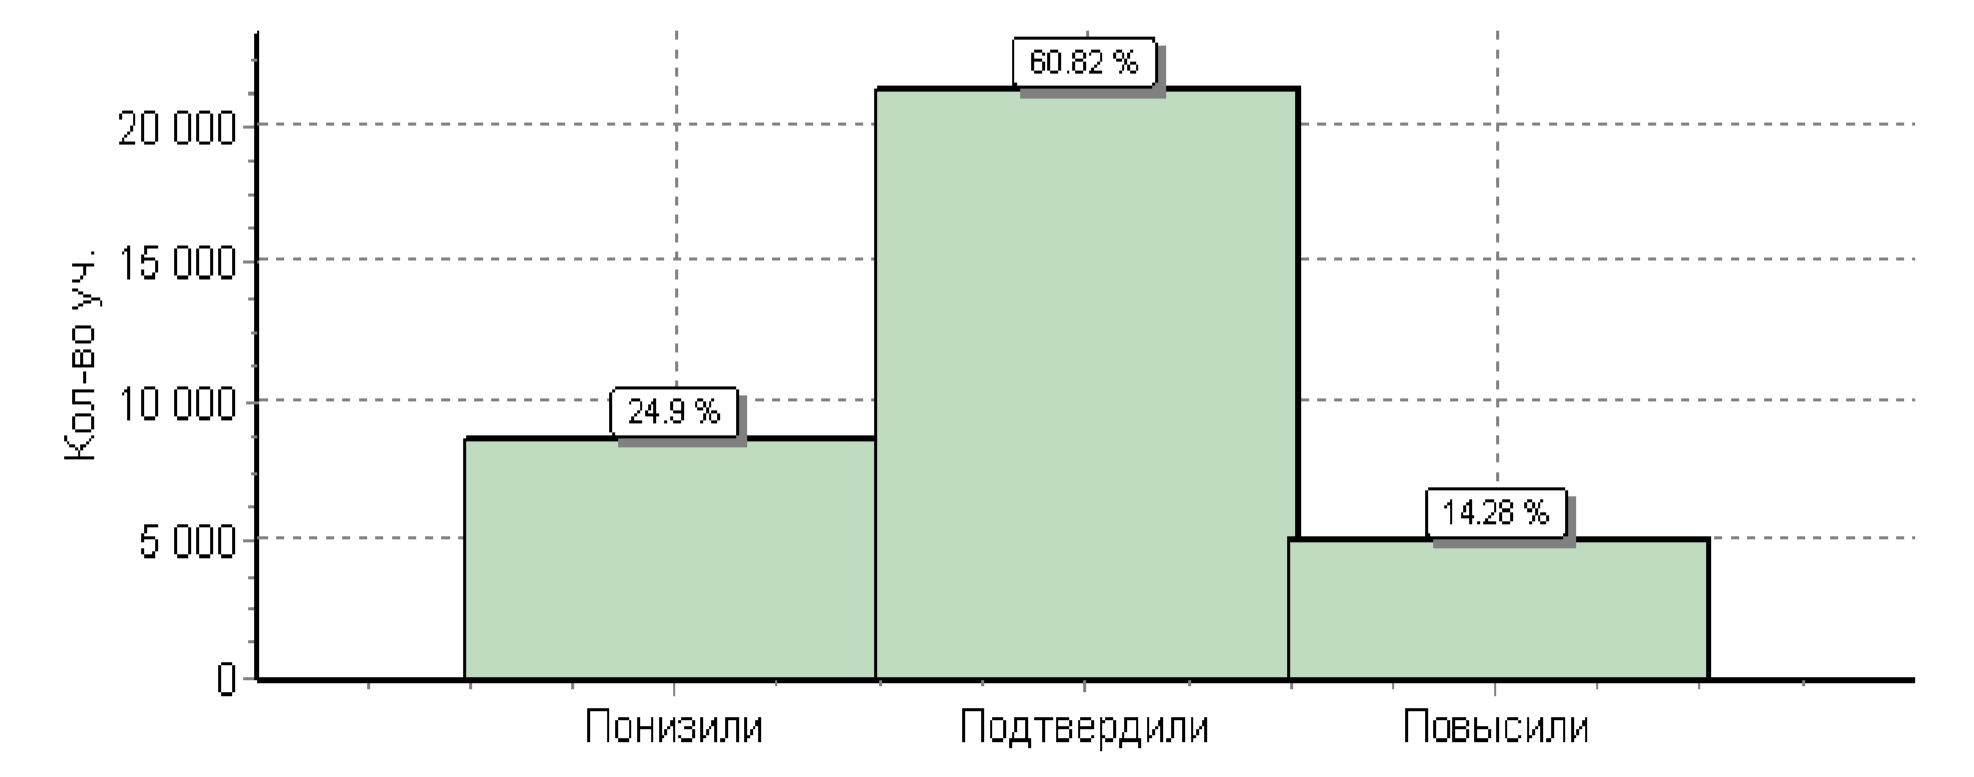 60.82 %
20 000
15 000
Кол-во уч.
10 000
24.9 %
14.28 %
5 000
0
Понизили
Подтвердили
Повысили